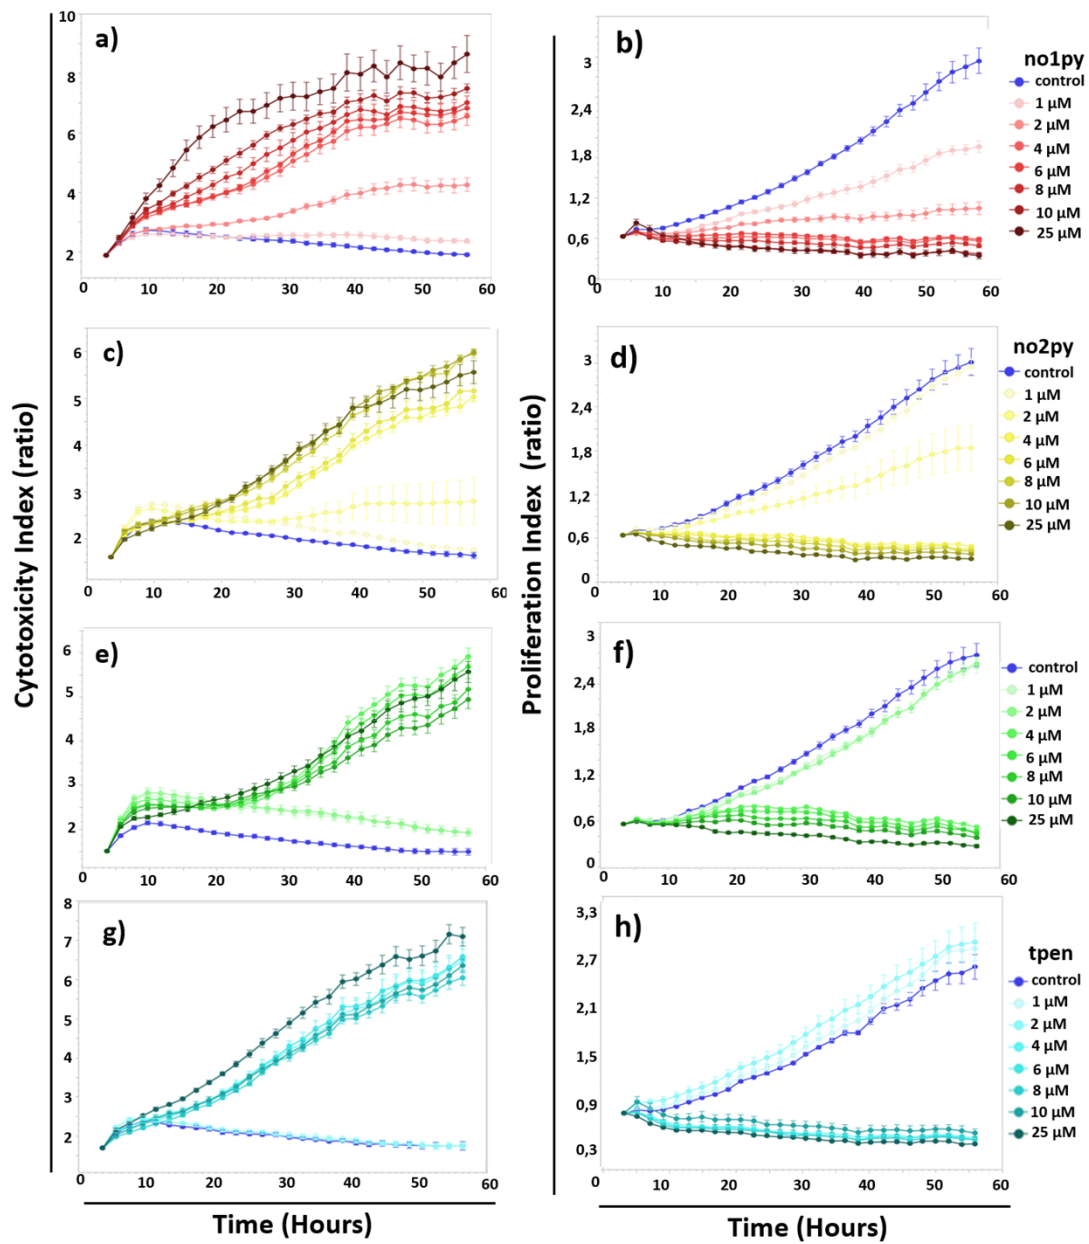 Cytotoxicity Index (ratio)
a)
10
8
6
4
2
0 10 20 30 40 50 60
Proliferation Index (ratio)
b)
3
2,4
1,8
1,2
0,6
0
0 10 20 30 40 50 60
no1py
control
1 µM
2 µM
4 µM
6 µM
8 µM
10 µM
25 µM
c)
6
5
4
3
2
0 10 20 30 40 50 60
d)
3
2,4
1,8
1,2
0,6
0
0 10 20 30 40 50 60
no2py
control
1 µM
2 µM
4 µM
6 µM
8 µM
10 µM
25 µM
e)
6
5
4
3
2
0 10 20 30 40 50 60
f)
3
2,4
1,8
1,2
0,6
0
0 10 20 30 40 50 60
control
1 µM
2 µM
4 µM
6 µM
8 µM
10 µM
25 µM
g)
8
7
6
5
4
3
2
0 10 20 30 40 50 60
h)
3,3
2,7
2,1
1,5
0,9
0,3
0 10 20 30 40 50 60
tpen
control
1 µM
2 µM
4 µM
6 µM
8 µM
10 µM
25 µM
Time (Hours)
Time (Hours)